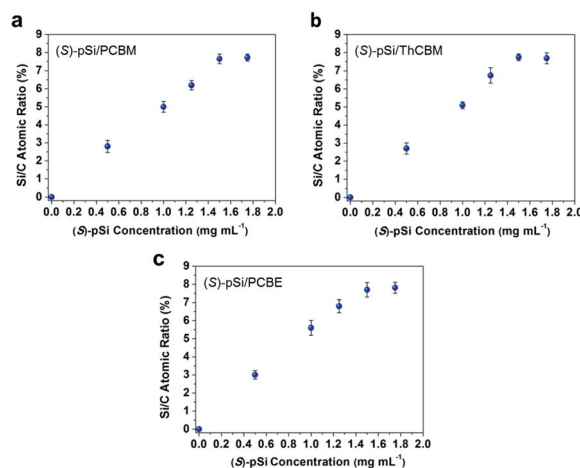 a
(S)-pSi/PCBM
Si/C Atomic Ratio (%)
9
8
7
6
5
4
3
2
1
0
0.0 0.2 0.4 0.6 0.8 1.0 1.2 1.4 1.6 1.8 2.0
(S)-pSi Concentration (mg mL⁻¹)
b
(S)-pSi/ThCBM
Si/C Atomic Ratio (%)
9
8
7
6
5
4
3
2
1
0
0.0 0.2 0.4 0.6 0.8 1.0 1.2 1.4 1.6 1.8 2.0
(S)-pSi Concentration (mg mL⁻¹)
c
(S)-pSi/PCBE
Si/C Atomic Ratio (%)
9
8
7
6
5
4
3
2
1
0
0.0 0.2 0.4 0.6 0.8 1.0 1.2 1.4 1.6 1.8 2.0
(S)-pSi Concentration (mg mL⁻¹)